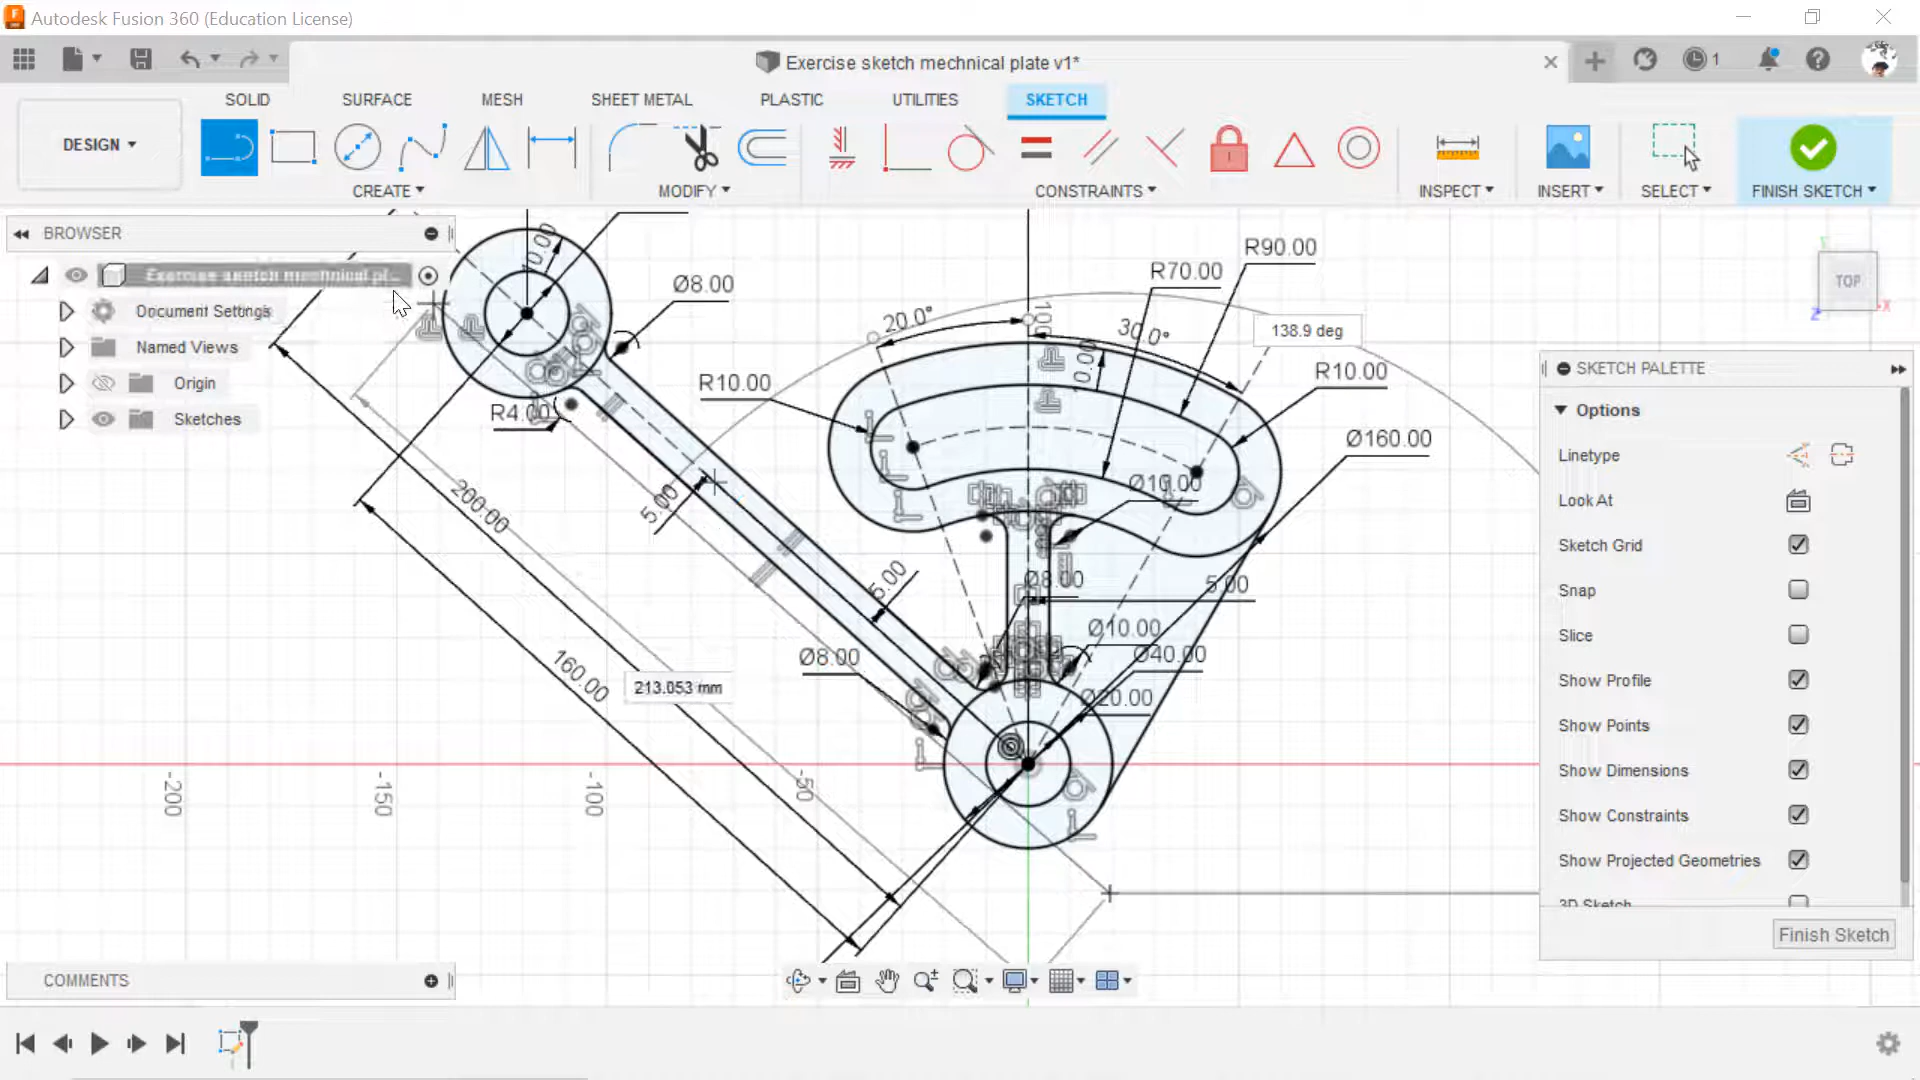 Autodesk Fusion 360 (Education License)
Exercise sketch mechnical plate v1*
1
DESIGN
SOLID
SURFACE
MESH
SHEET METAL
PLASTIC
UTILITIES
SKETCH
CREATE
MODIFY
CONSTRAINTS
INSPECT
INSERT
SELECT
FINISH SKETCH
BROWSER
Exercise sketch mechnical pl...
Document Settings
Named Views
Origin
Sketches
Ø8.00
R4.00
R10.00
20.0°
30.0°
R70.00
R90.00
138.9 deg
R10.00
Ø160.00
Ø10.00
5.00
200.00
5.00
Ø8.00
5.00
Ø10.00
Ø40.00
Ø8.00
Ø20.00
160.00
213.053 mm
-200
-150
-100
-50
TOP
SKETCH PALETTE
Options
Linetype
Look At
Sketch Grid
Snap
Slice
Show Profile
Show Points
Show Dimensions
Show Constraints
Show Projected Geometries
3D Sketch
Finish Sketch
COMMENTS